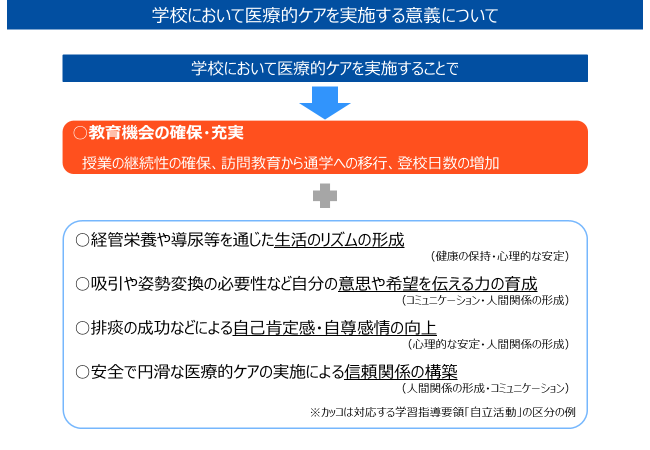 学校において医療的ケアを実施する意義について
学校において医療的ケアを実施することで
○教育機会の確保・充実
授業の継続性の確保、訪問教育から通学への移行、登校日数の増加
○経管栄養や導尿等を通じた生活のリズムの形成
（健康の保持・心理的な安定）
○吸引や姿勢変換の必要性など自分の意思や希望を伝える力の育成
（コミュニケーション・人間関係の形成）
○排痰の成功などによる自己肯定感・自尊感情の向上
（心理的な安定・人間関係の形成）
○安全で円滑な医療的ケアの実施による信頼関係の構築
（人間関係の形成・コミュニケーション）
※カッコは対応する学習指導要領「自立活動」の区分の例